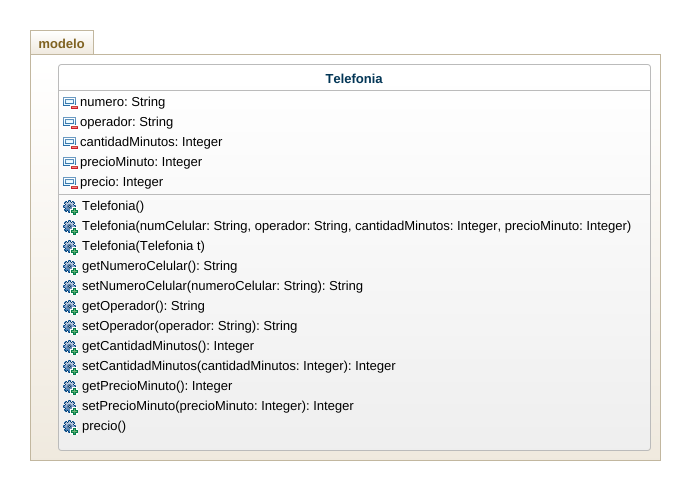 modelo
Telefonia
numero: String
operador: String
cantidadMinutos: Integer
precioMinuto: Integer
precio: Integer
Telefonia()
Telefonia(numCelular: String, operador: String, cantidadMinutos: Integer, precioMinuto: Integer)
Telefonia(Telefonia t)
getNumeroCelular(): String
setNumeroCelular(numeroCelular: String): String
getOperador(): String
setOperador(operador: String): String
getCantidadMinutos(): Integer
setCantidadMinutos(cantidadMinutos: Integer): Integer
getPrecioMinuto(): Integer
setPrecioMinuto(precioMinuto: Integer): Integer
precio()